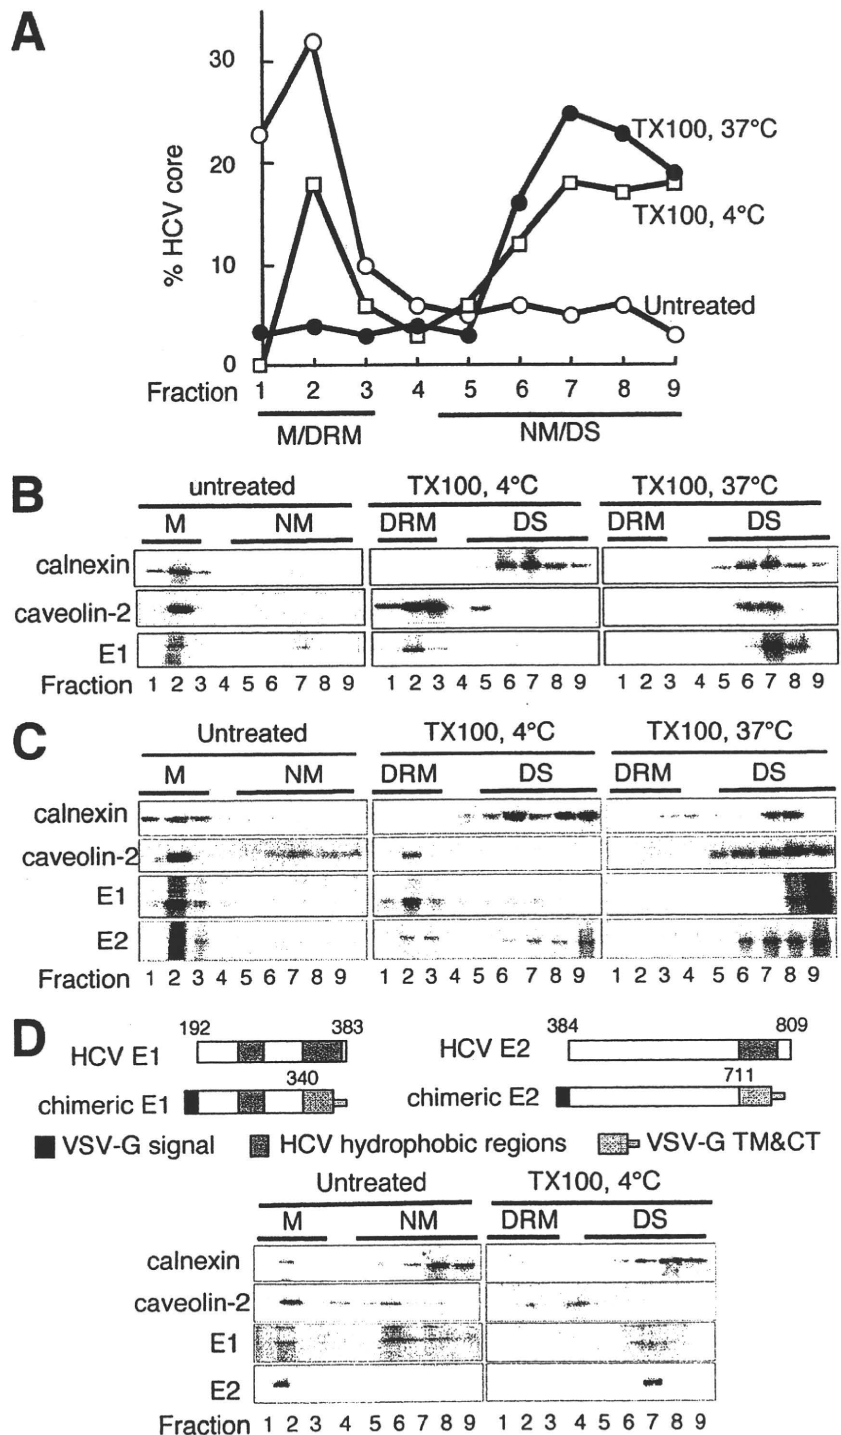 A
30
20
10
0
% HCV core
TX100, 37°C
TX100, 4°C
Untreated
Fraction 1 2 3 4 5 6 7 8 9
M/DRM NM/DS
B
untreated TX100, 4°C TX100, 37°C
M NM DRM DS DRM DS
calnexin
caveolin-2
E1
Fraction 1 2 3 4 5 6 7 8 9 1 2 3 4 5 6 7 8 9 1 2 3 4 5 6 7 8 9
C
Untreated TX100, 4°C TX100, 37°C
M NM DRM DS DRM DS
calnexin
caveolin-2
E1
E2
Fraction 1 2 3 4 5 6 7 8 9 1 2 3 4 5 6 7 8 9 1 2 3 4 5 6 7 8 9
D
192 383 384 809
HCV E1 HCV E2
340 711
chimeric E1 chimeric E2
VSV-G signal HCV hydrophobic regions VSV-G TM&CT
Untreated TX100, 4°C
M NM DRM DS
calnexin
caveolin-2
E1
E2
Fraction 1 2 3 4 5 6 7 8 9 1 2 3 4 5 6 7 8 9